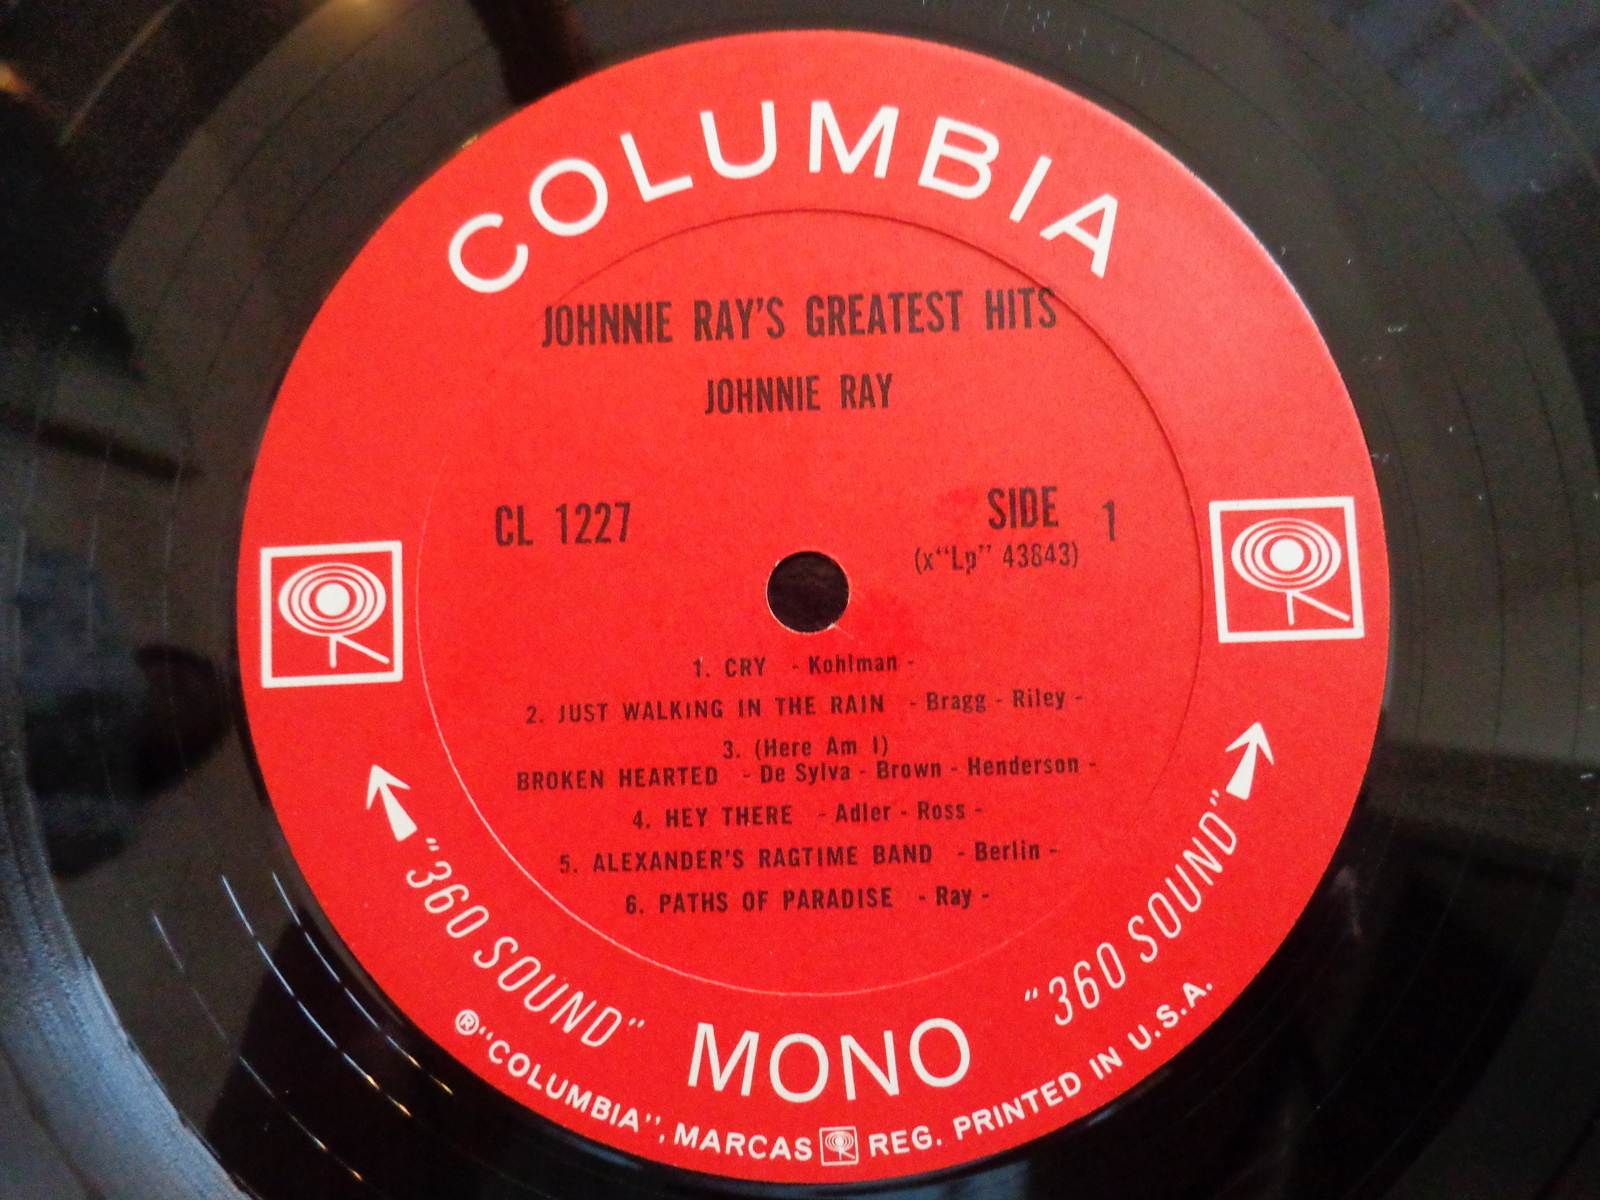 COLUMBIA
JOHNNIE RAY'S GREATEST HITS
JOHNNIE RAY
CL 1227
SIDE 1
(x"Lp" 43843)
1. CRY - Kohlman -
2. JUST WALKING IN THE RAIN - Bragg - Riley -
3. (Here Am I)
BROKEN HEARTED - De Sylva - Brown - Henderson -
4. HEY THERE - Adler - Ross -
5. ALEXANDER'S RAGTIME BAND - Berlin -
6. PATHS OF PARADISE - Ray -
"360 SOUND" MONO "360 SOUND"
®"COLUMBIA", MARCAS REG. PRINTED IN U.S.A.